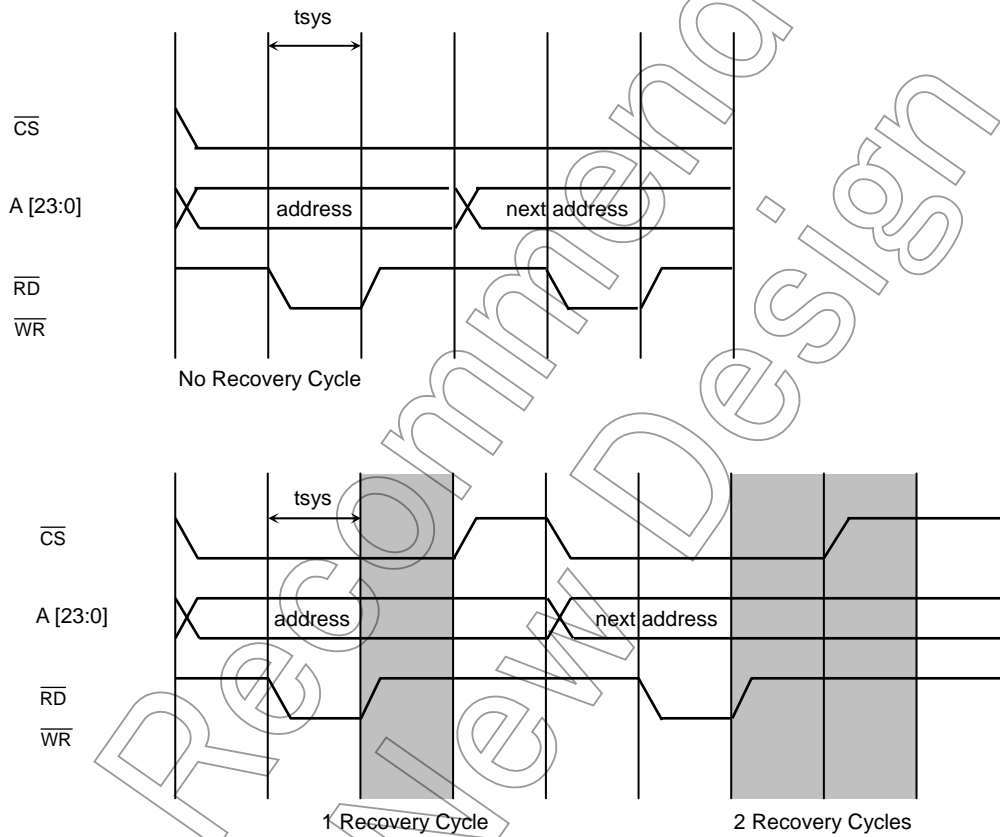 tsys
CS
A [23:0]
address
next address
RD
WR
No Recovery Cycle
tsys
CS
A [23:0]
address
next address
RD
WR
1 Recovery Cycle
2 Recovery Cycles
Recommend
New Design